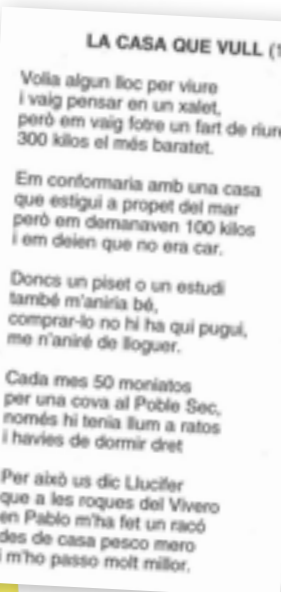 LA CASA QUE VULL (1
Volia algun lloc per viure
i vaig pensar en un xalet,
però em vaig fotre un fart de riure
300 kilos el més baratet.
Em conformaria amb una casa
que estigui a propet del mar
però em demanaven 100 kilos
i em deien que no era car.
Doncs un piset o un estudi
també m'aniria bé,
comprar-lo no hi ha qui pugui,
me n'aniré de lloguer.
Cada mes 50 moniatos
per una cova al Poble Sec,
només hi tenia llum a ratos
i havies de dormir dret
Per això us dic Llucifer
que a les roques del Vivero
en Pablo m'ha fet un racó
des de casa pesco mero
i m'ho passo molt millor.